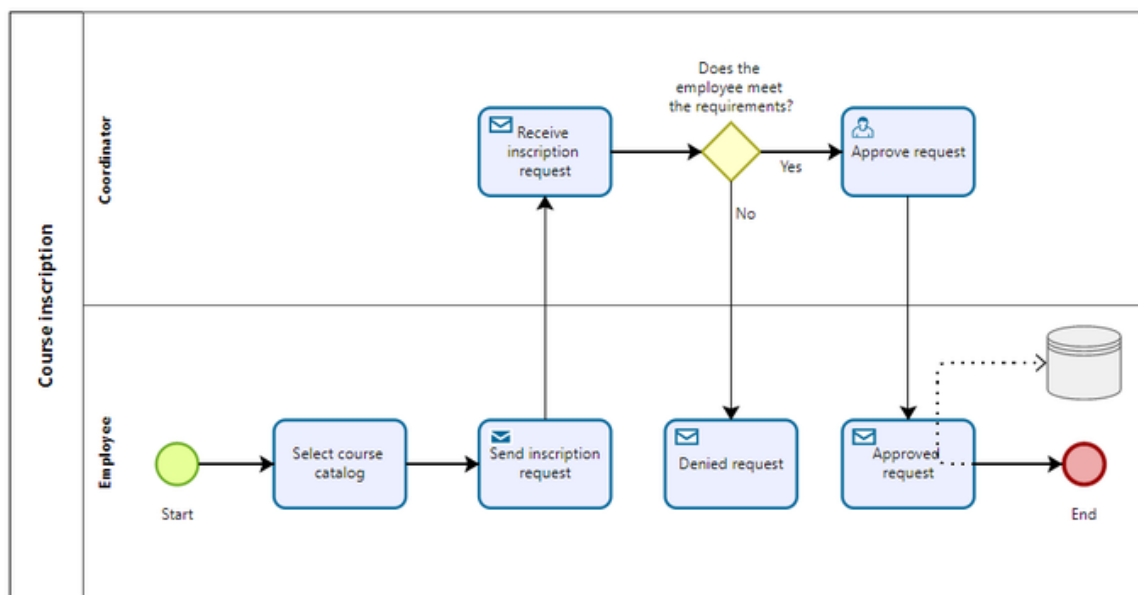 Course inscription
Coordinator
Does the
employee meet
the requirements?
Receive
inscription
request
Yes
Approve request
No
Employee
Start
Select course
catalog
Send inscription
request
Denied request
Approved
request
End